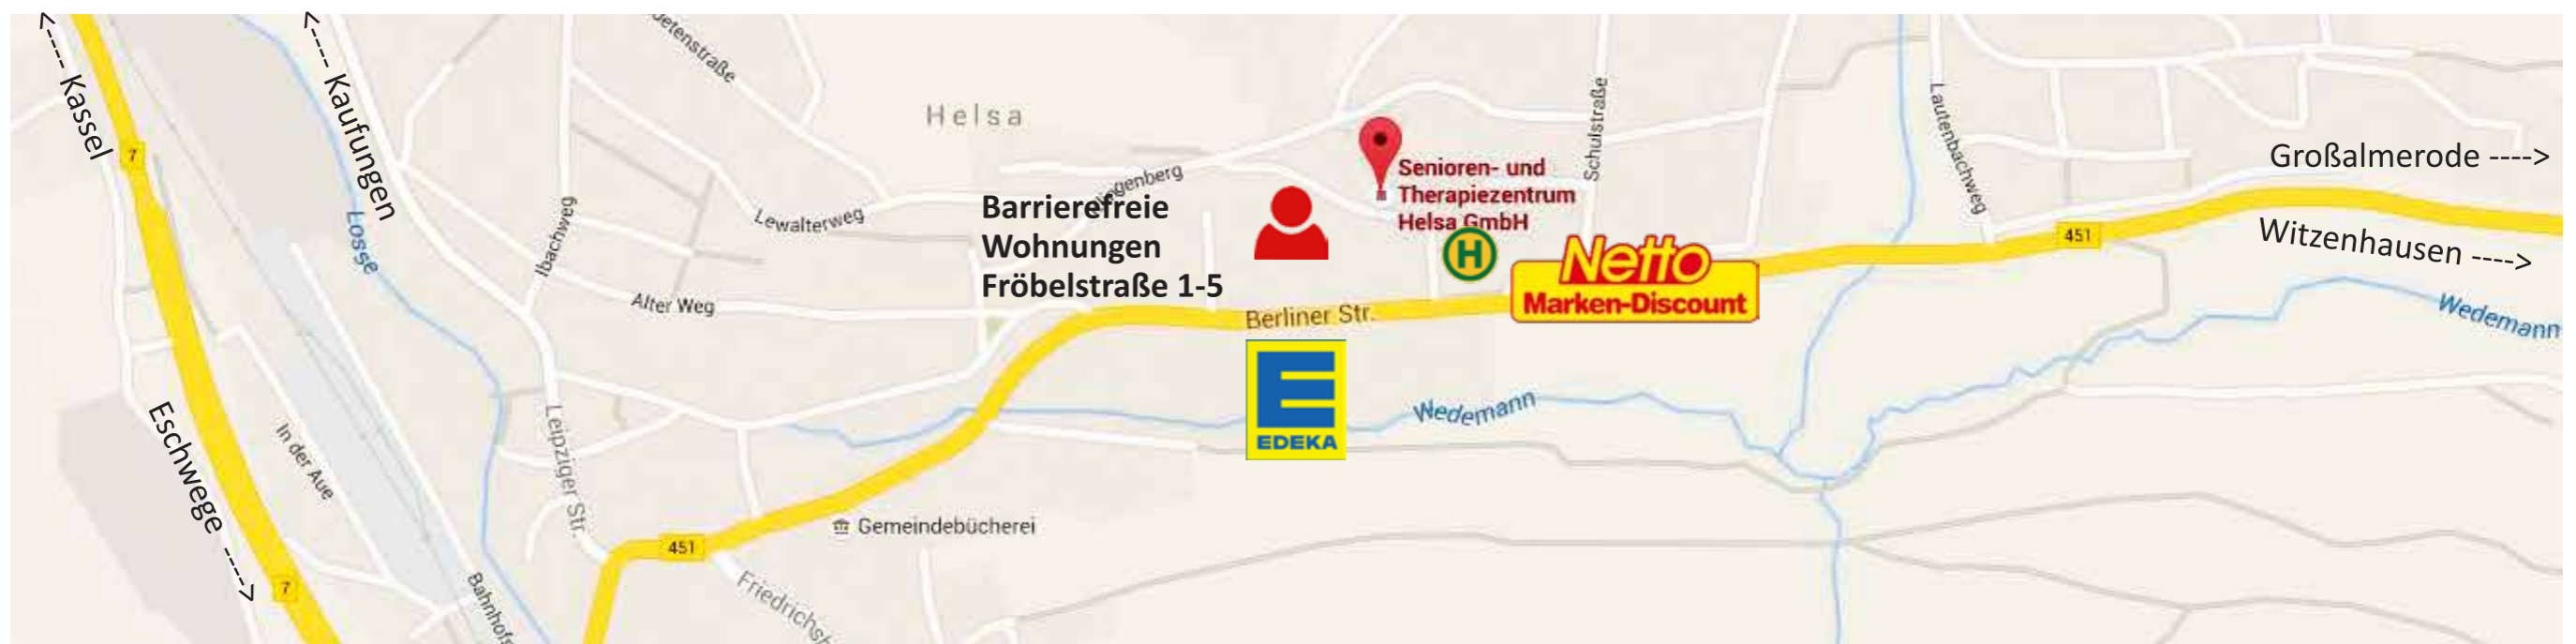 <----- Kassel
<---- Kaufungen
Losse
Ibachweg
Helsa
Lewalterweg
Alter Weg
Barrierefreie
Wohnungen
Fröbelstraße 1-5
Senioren- und
Therapiezentrum
Helsa GmbH
H
Schulstraße
Netto
Marken-Discount
Berliner Str.
E
EDEKA
Lautenbachweg
Großalmerode ---->
Witzenhausen ---->
7
451
Wedemann
Wedemann
Eschwege ----->
In der Aue
Leipziger Str.
Gemeindebücherei
451
7